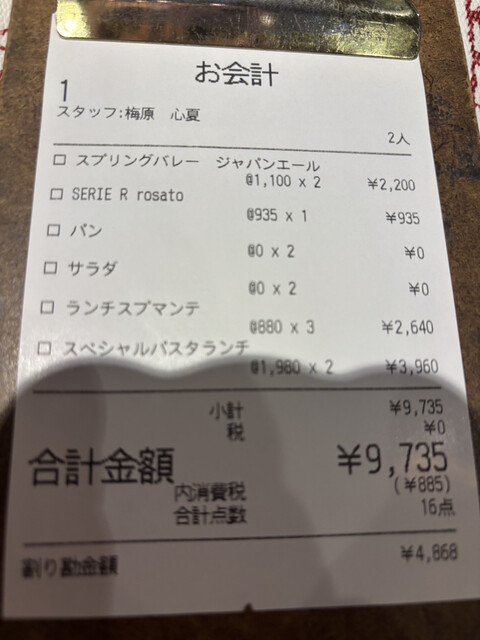 お会計
1
スタッフ:梅原 心夏
2人
□ スプリングバレー ジャパンエール
@1,100 x 2 ¥2,200
□ SERIE R rosato
@935 x 1 ¥935
□ パン
@0 x 2 ¥0
□ サラダ
@0 x 2 ¥0
□ ランチスプマンテ
@880 x 3 ¥2,640
□ スペシャルパスタランチ
@1,980 x 2 ¥3,960
小計 ¥9,735
税 ¥0
合計金額 ¥9,735
内消費税 (¥885)
合計点数 16点
割り勘金額 ¥4,868